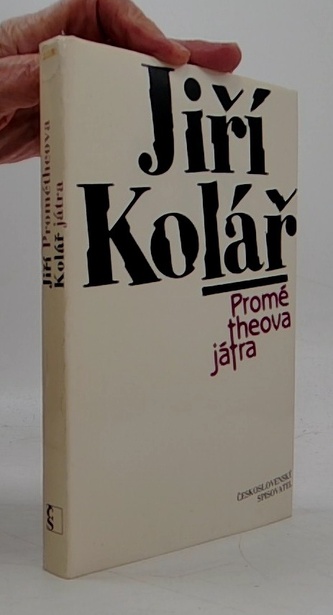 Jiří
Kolář
Promé
theova
játra
ČESKOSLOVENSKÝ
SPISOVATEL
Jiří Prométheova
Kolář játra
ČS